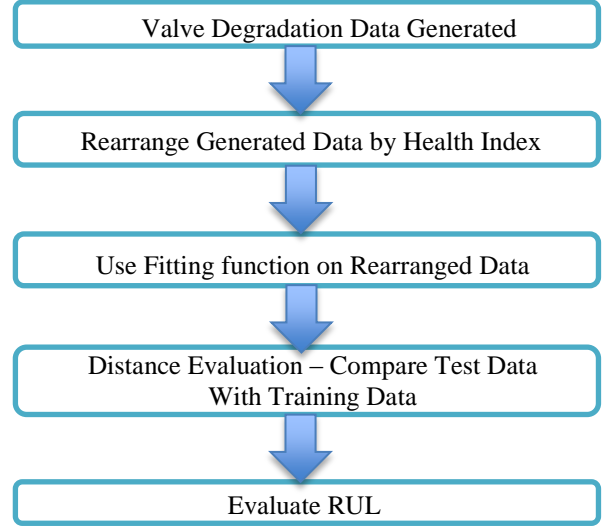 Valve Degradation Data Generated
Rearrange Generated Data by Health Index
Use Fitting function on Rearranged Data
Distance Evaluation – Compare Test Data
With Training Data
Evaluate RUL